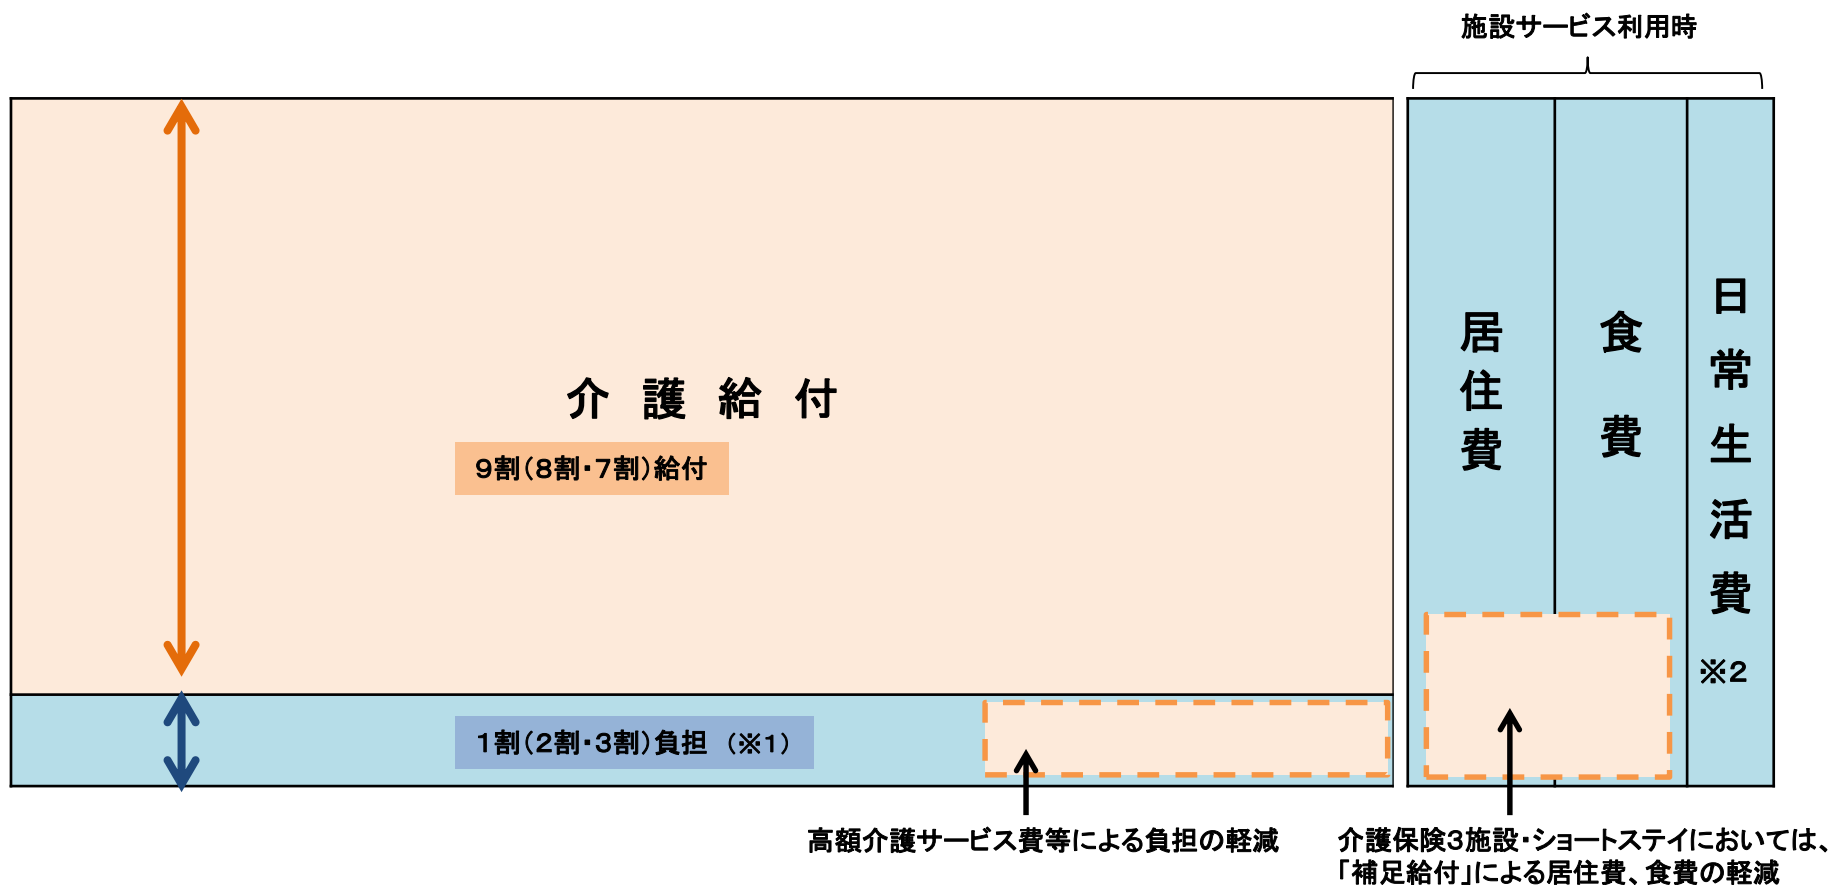 施設サービス利用時
介護給付
9割(8割・7割)給付
1割(2割・3割)負担 (※1)
居住費
食費
日常生活費
※2
高額介護サービス費等による負担の軽減
介護保険3施設・ショートステイにおいては、
「補足給付」による居住費、食費の軽減